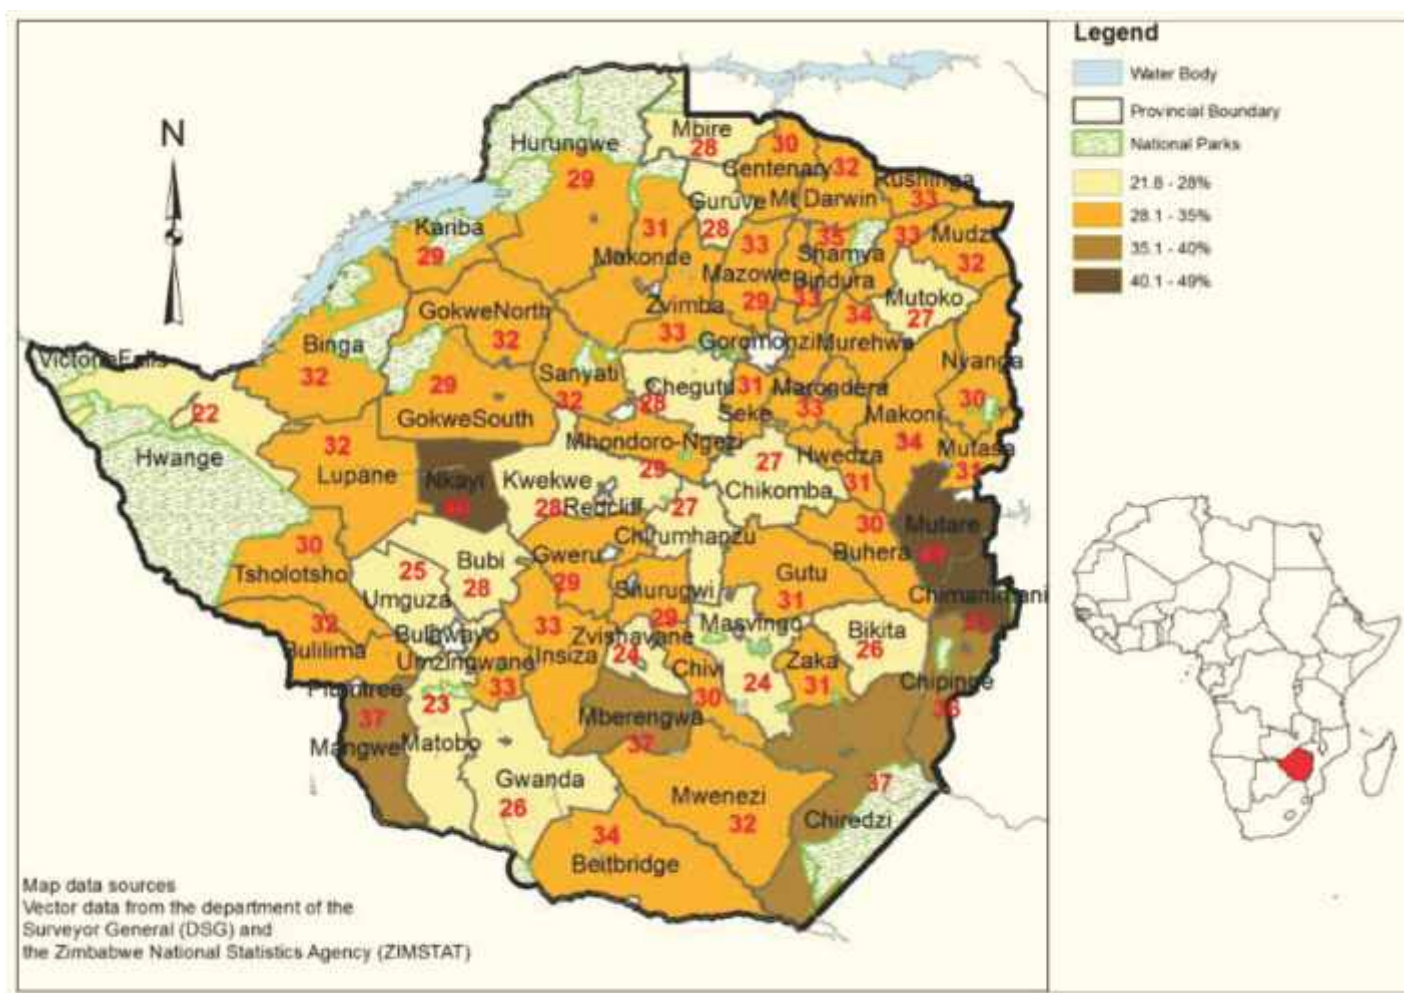 Legend
Water Body
Provincial Boundary
National Parks
21.8 - 28%
28.1 - 35%
35.1 - 40%
40.1 - 49%
N
Mbire
28
30
Centenary
32
Hurungwe
29
Rushinga
33
Guruve
28
Mt Darwin
Kariba
29
31
Makonde
33
Mazowe
35
Shamva
33
Mudzi
32
Bindura
33
29
Mutoko
27
GokweNorth
32
Zvimba
33
34
Murehwa
Goromonzi
Binga
32
Nyanga
30
VictoriaFalls
22
29
GokweSouth
Sanyati
32
Chegutu
28
31
Seke
Marondera
33
Makoni
34
Hwange
32
Lupane
Mhondoro-Ngezi
29
27
Chikomba
Hwedza
31
Mutasa
31
Nkayi
Kwekwe
28
Redcliff
27
Chirumhanzu
30
Buhera
Mutare
30
Tsholotsho
25
Umguza
Bubi
28
Gweru
29
Shurugwi
29
Gutu
31
Chimanimani
32
Bulilima
Bulawayo
Umzingwane
33
33
Insiza
Zvishavane
24
Masvingo
24
Chivi
30
Zaka
31
Bikita
26
Chipinge
36
Plumtree
37
Mangwe
23
Matobo
Mberengwa
37
Gwanda
26
Mwenezi
32
37
Chiredzi
34
Beitbridge
Map data sources
Vector data from the department of the
Surveyor General (DSG) and
the Zimbabwe National Statistics Agency (ZIMSTAT)